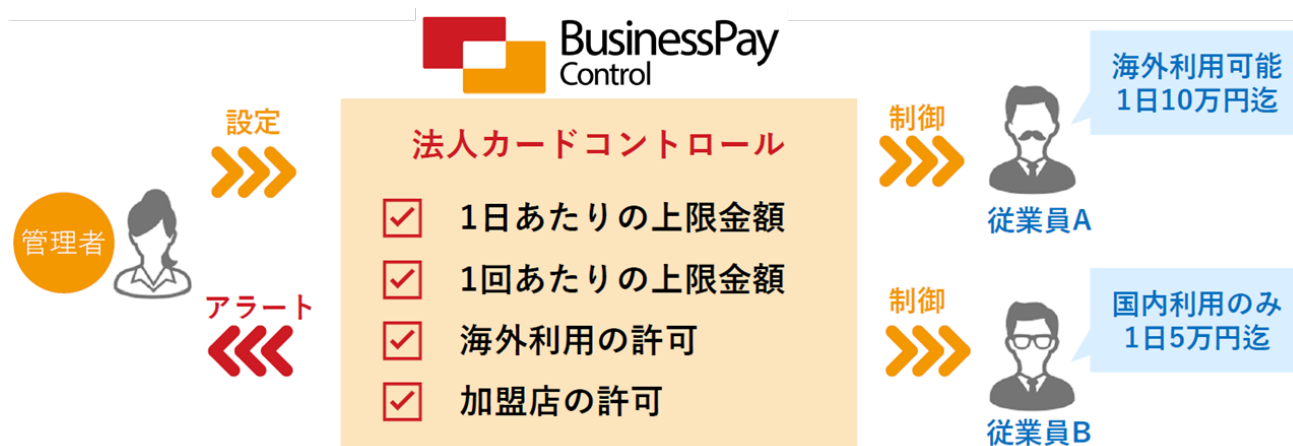 BusinessPay
Control
管理者
設定
アラート
法人カードコントロール
1日あたりの上限金額
1回あたりの上限金額
海外利用の許可
加盟店の許可
制御
従業員A
海外利用可能
1日10万円迄
制御
従業員B
国内利用のみ
1日5万円迄